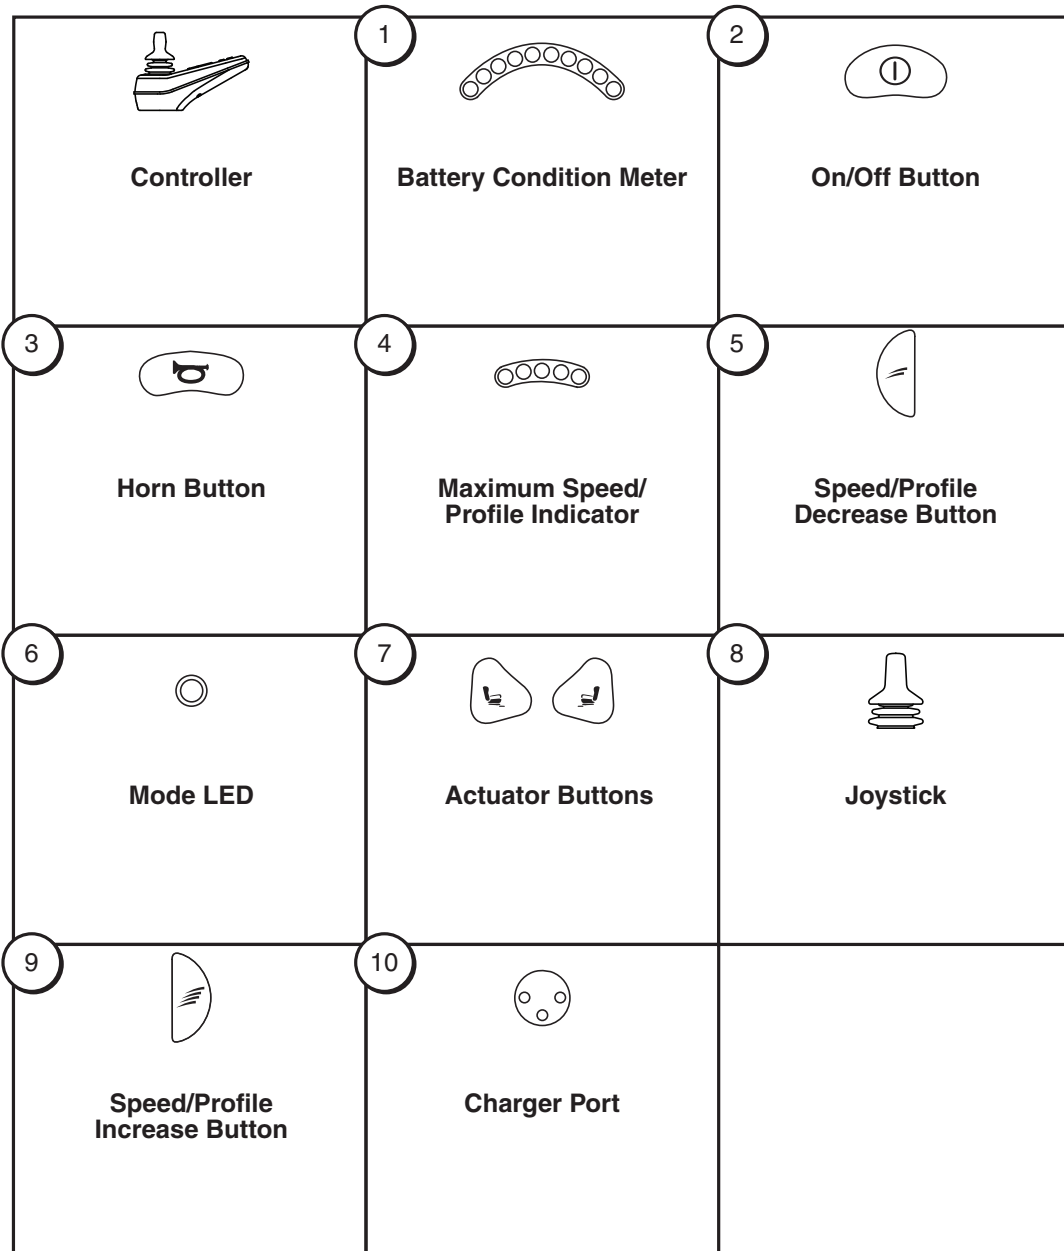 Controller
1
Battery Condition Meter
2
On/Off Button
3
Horn Button
4
Maximum Speed/
Profile Indicator
5
Speed/Profile
Decrease Button
6
Mode LED
7
Actuator Buttons
8
Joystick
9
Speed/Profile
Increase Button
10
Charger Port